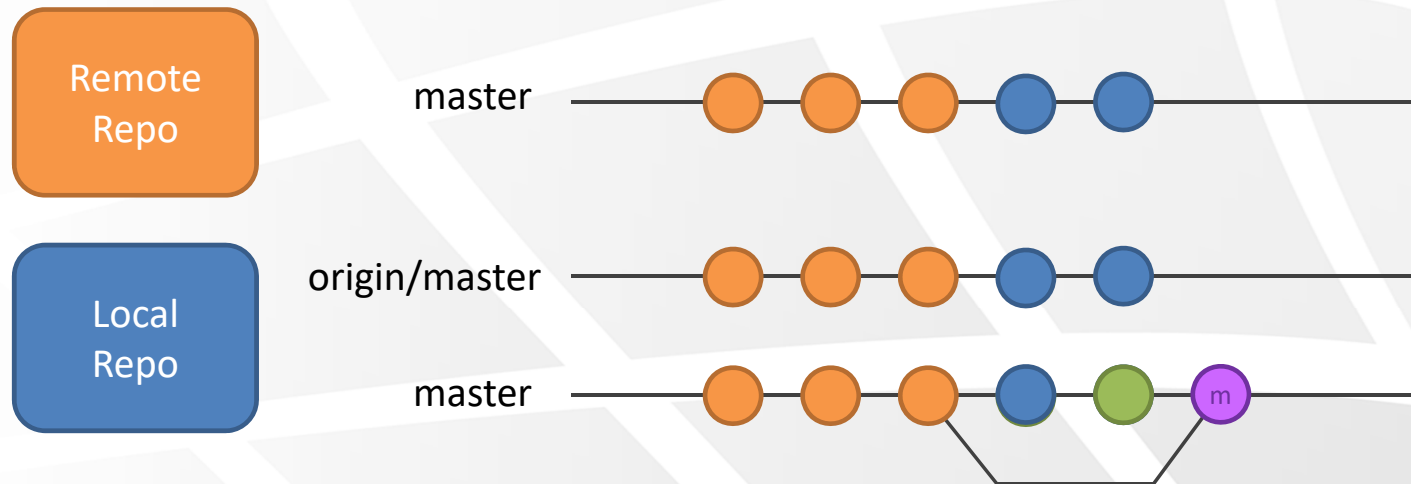 Remote
Repo
master
origin/master
Local
Repo
master
m